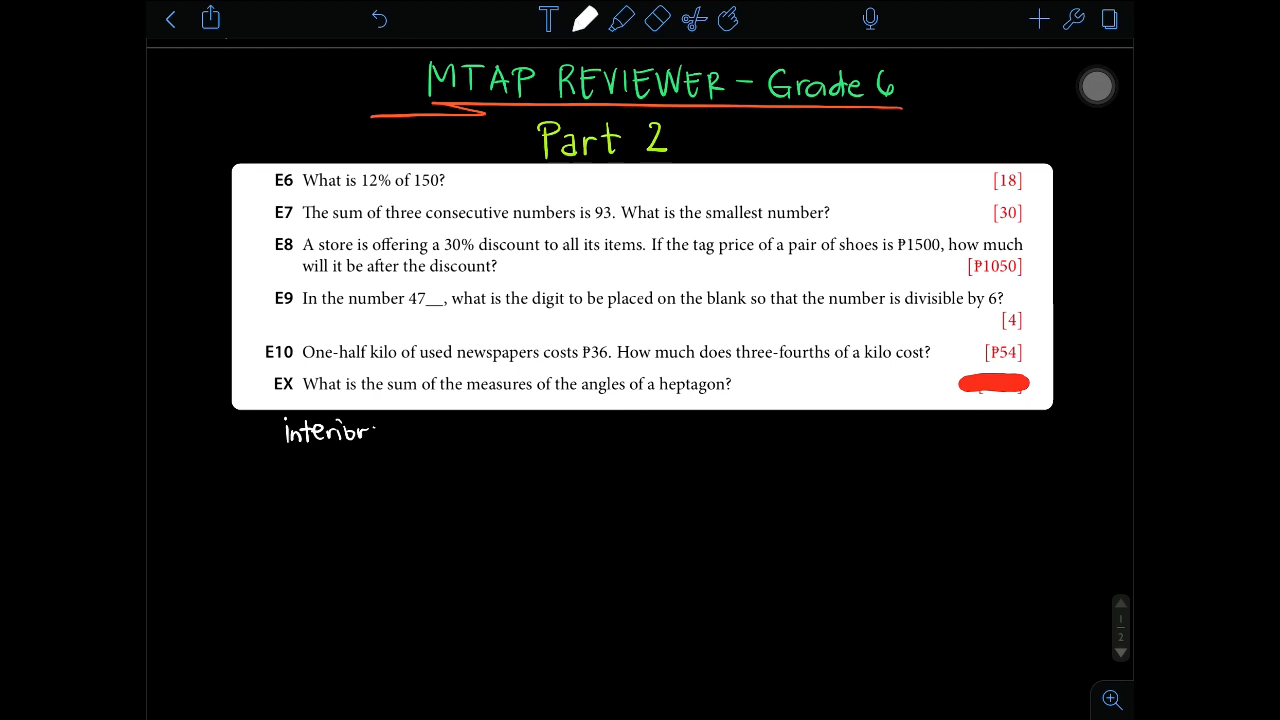 MTAP REVIEWER - Grade 6
Part 2
E6 What is 12% of 150? [18]
E7 The sum of three consecutive numbers is 93. What is the smallest number? [30]
E8 A store is offering a 30% discount to all its items. If the tag price of a pair of shoes is ₱1500, how much
will it be after the discount? [₱1050]
E9 In the number 47__, what is the digit to be placed on the blank so that the number is divisible by 6?
[4]
E10 One-half kilo of used newspapers costs ₱36. How much does three-fourths of a kilo cost? [₱54]
EX What is the sum of the measures of the angles of a heptagon?
interior
1
2